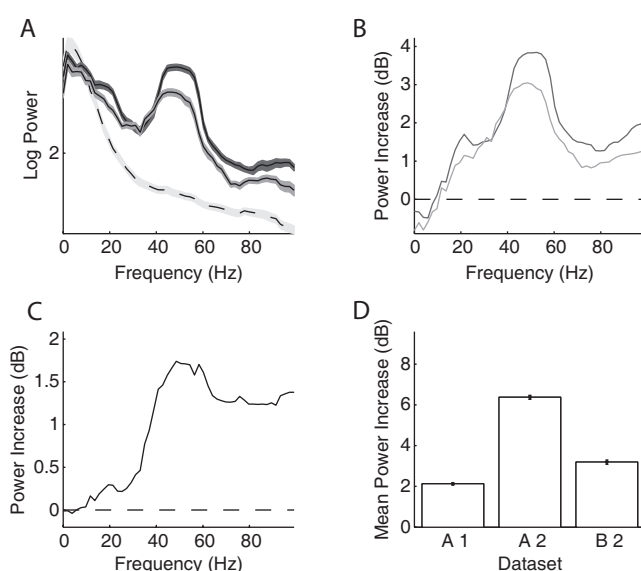 A
Log Power
2
0 20 40 60 80
Frequency (Hz)
B
Power Increase (dB)
4
3
2
1
0
0 20 40 60 80
Frequency (Hz)
C
Power Increase (dB)
2
1.5
1
0.5
0
0 20 40 60 80
Frequency (Hz)
D
Mean Power Increase (dB)
8
6
4
2
0
A 1 A 2 B 2
Dataset